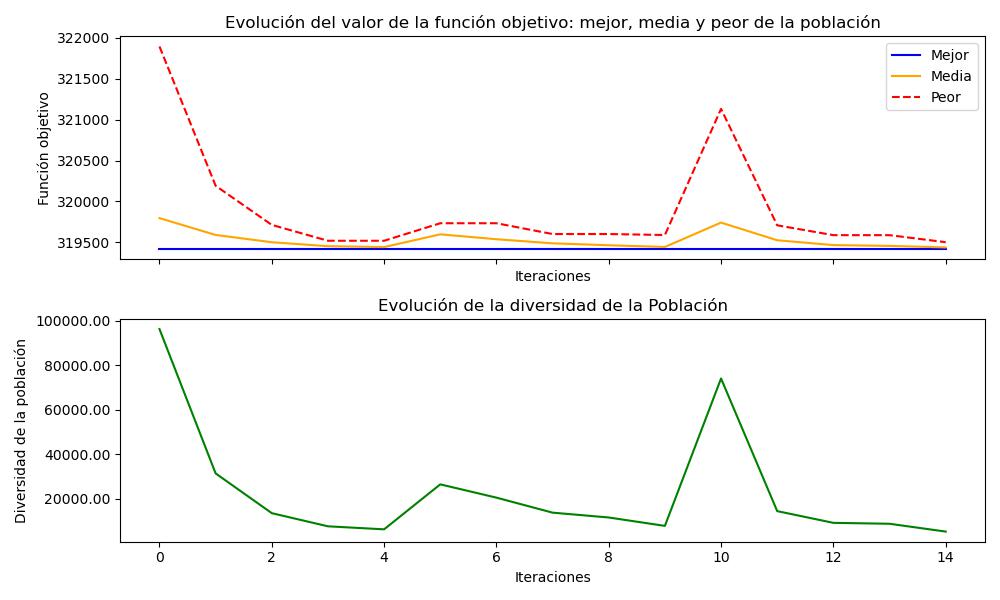 Evolución del valor de la función objetivo: mejor, media y peor de la población
322000
321500
321000
320500
320000
319500
Función objetivo
Mejor
Media
Peor
Iteraciones
Evolución de la diversidad de la Población
100000.00
80000.00
60000.00
40000.00
20000.00
Diversidad de la población
0 2 4 6 8 10 12 14
Iteraciones